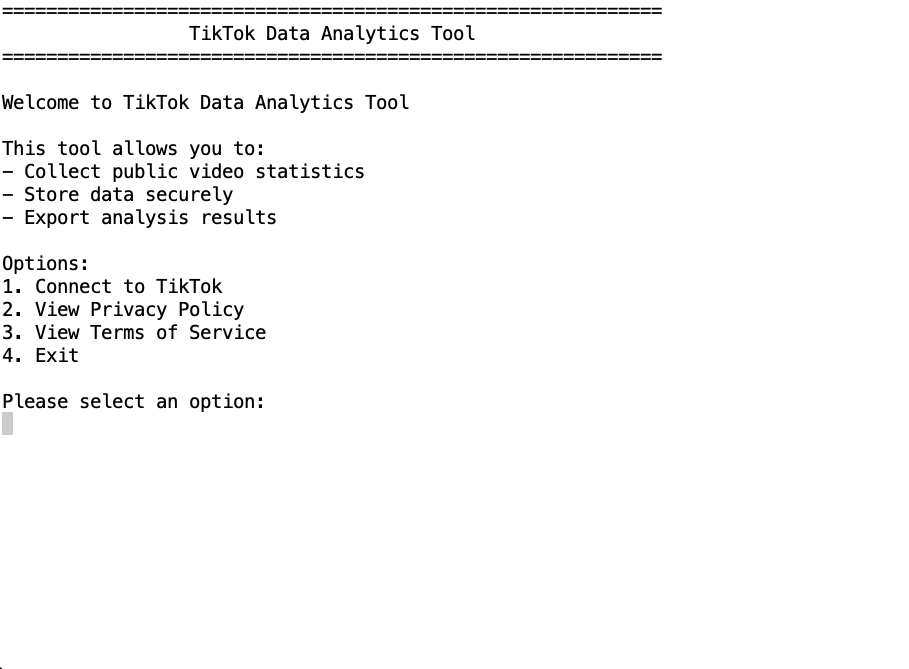 ============================================================
TikTok Data Analytics Tool
============================================================
Welcome to TikTok Data Analytics Tool
This tool allows you to:
- Collect public video statistics
- Store data securely
- Export analysis results
Options:
1. Connect to TikTok
2. View Privacy Policy
3. View Terms of Service
4. Exit
Please select an option: